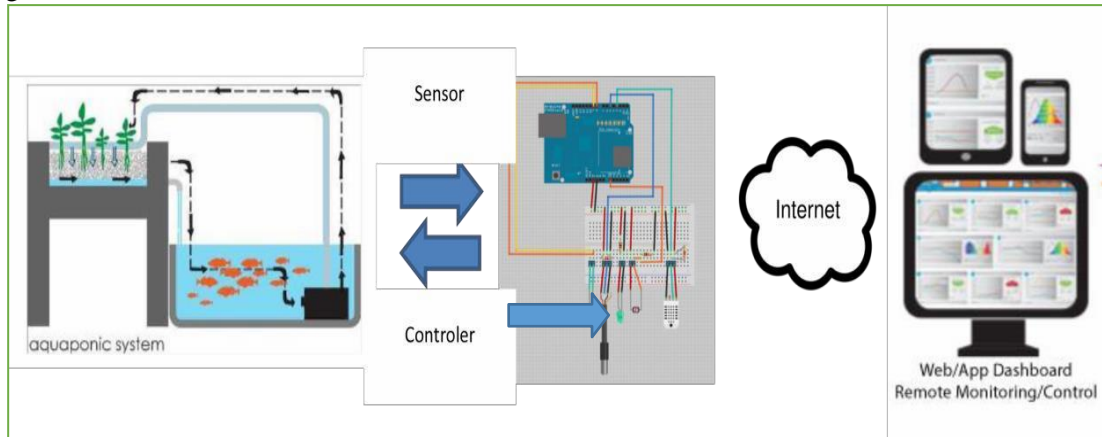 Sensor
Controler
aquaponic system
Internet
Web/App Dashboard
Remote Monitoring/Control